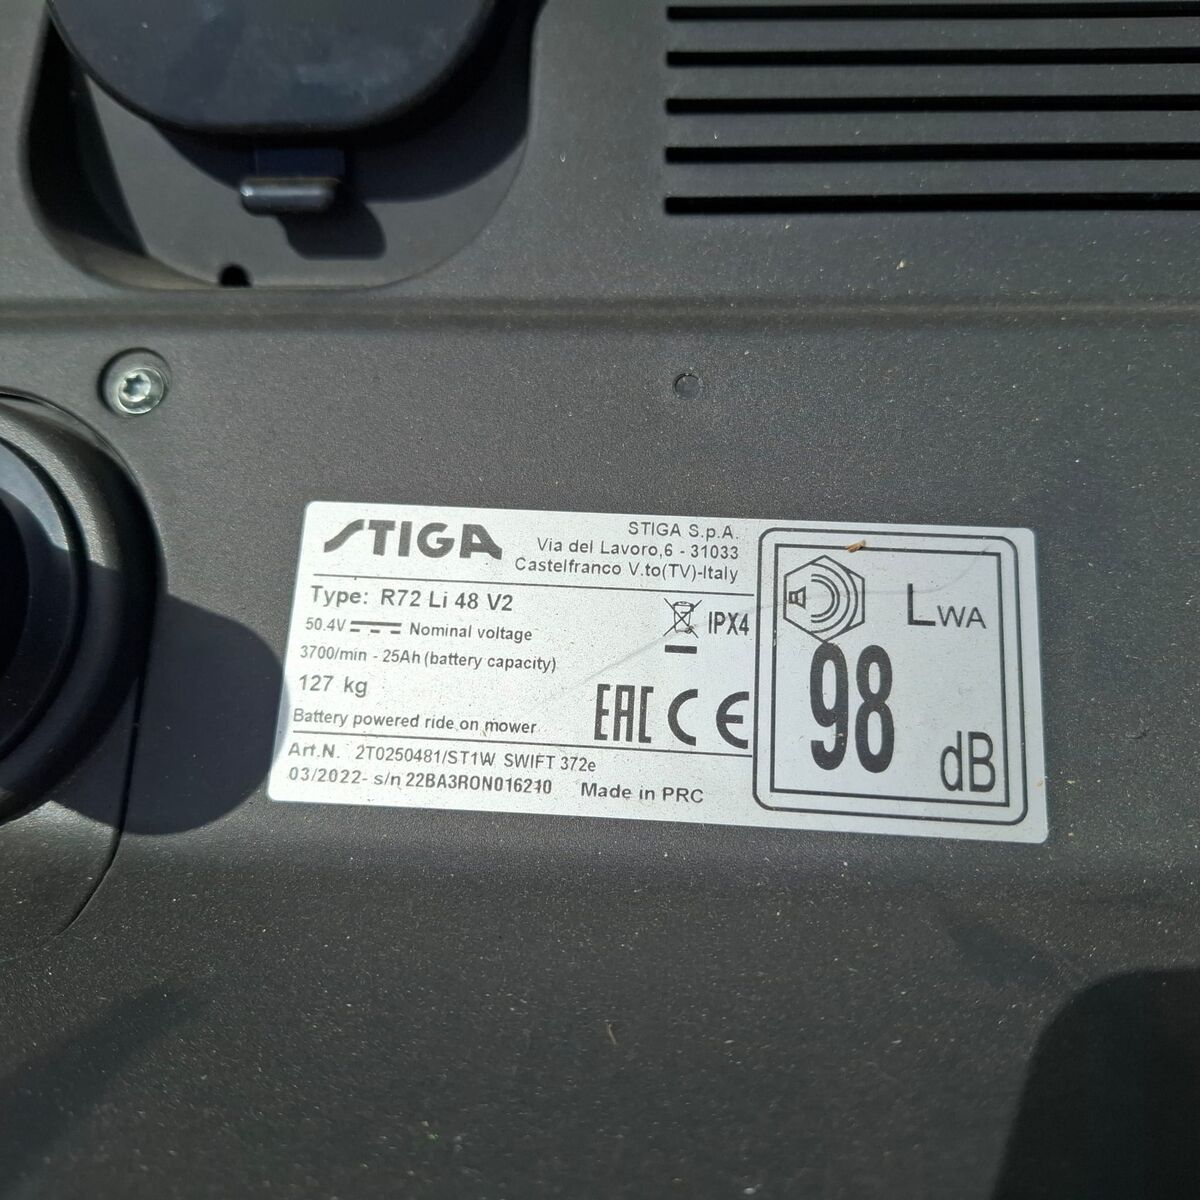 STIGA
STIGA S.p.A.
Via del Lavoro,6 - 31033
Castelfranco V.to(TV)-Italy
Type: R72 Li 48 V2
50.4V Nominal voltage
3700/min - 25Ah (battery capacity)
127 kg
Battery powered ride on mower
IPX4
EAC CE
Art.N. 2T0250481/ST1W SWIFT 372e
03/2022- s/n 22BA3RON016210 Made in PRC
LWA
98
dB